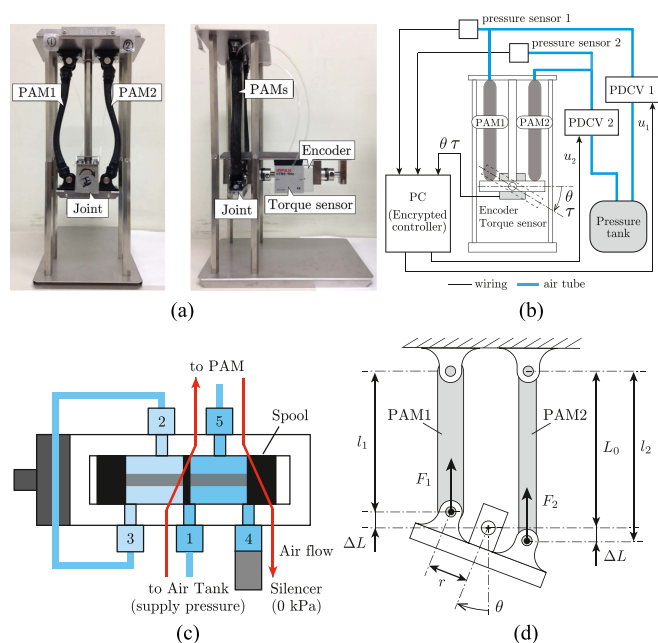 ① ②
PAM1
PAM2
Joint
PAMs
Encoder
Joint
Torque sensor
(a)
pressure sensor 1
pressure sensor 2
PDCV 1
PDCV 2
u₁
u₂
PAM1
PAM2
θ τ
PC
(Encrypted
controller)
θ
τ
Encoder
Torque sensor
Pressure
tank
wiring
air tube
(b)
to PAM
2
5
Spool
3
1
4
Air flow
to Air Tank
(supply pressure)
Silencer
(0 kPa)
(c)
PAM1
PAM2
l₁
L₀
l₂
F₁
F₂
ΔL
ΔL
r
θ
(d)